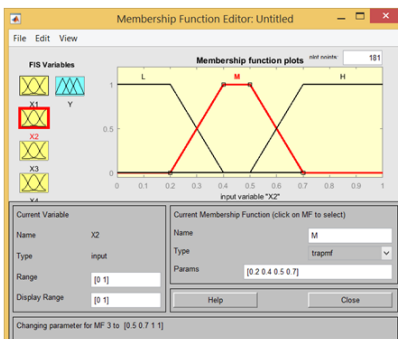 Membership Function Editor: Untitled
File Edit View
FIS Variables
Membership function plots
plot points:
181
X1
Y
X2
X3
X4
L
M
H
1
0.5
0
0 0.1 0.2 0.3 0.4 0.5 0.6 0.7 0.8 0.9 1
input variable "X2"
Current Variable
Name X2
Type input
Range [0 1]
Display Range [0 1]
Current Membership Function (click on MF to select)
Name M
Type trapmf
Params [0.2 0.4 0.5 0.7]
Help Close
Changing parameter for MF 3 to [0.5 0.7 1 1]